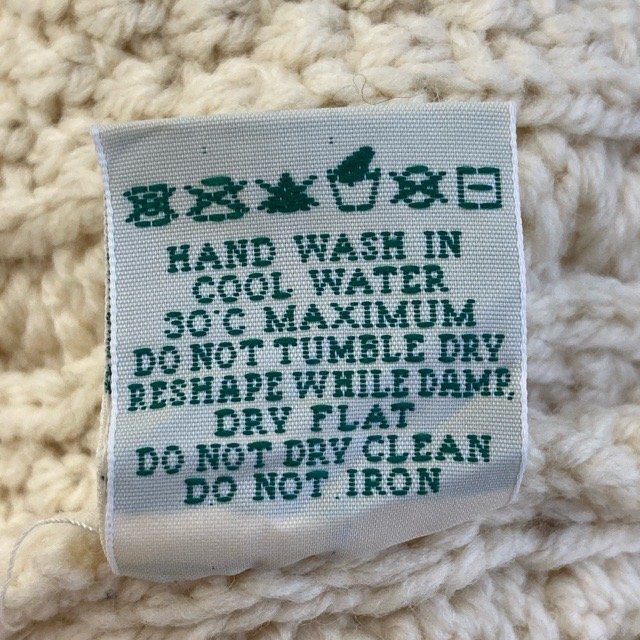 HAND WASH IN
COOL WATER
30°C MAXIMUM
DO NOT TUMBLE DRY
RESHAPE WHILE DAMP,
DRY FLAT
DO NOT DRY CLEAN
DO NOT IRON